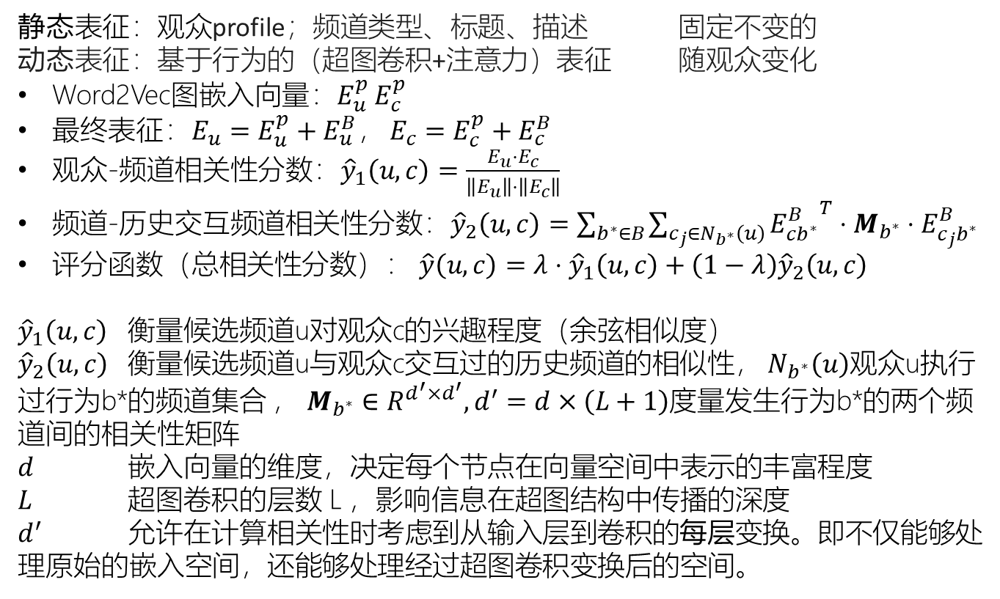 静态表征：观众profile；频道类型、标题、描述 固定不变的
动态表征：基于行为的（超图卷积+注意力）表征 随观众变化
• Word2Vec图嵌入向量：$E_u^p\ E_c^p$
• 最终表征：$E_u = E_u^p + E_u^B$，$E_c = E_c^p + E_c^B$
• 观众-频道相关性分数：$\hat{y}_1(u,c) = \frac{E_u \cdot E_c}{\|E_u\| \cdot \|E_c\|}$
• 频道-历史交互频道相关性分数：$\hat{y}_2(u,c) = \sum_{b^* \in B} \sum_{c_j \in N_{b^*}(u)} {E_{cb^*}^B}^T \cdot \boldsymbol{M}_{b^*} \cdot E_{c_j b^*}^B$
• 评分函数（总相关性分数）：$\hat{y}(u,c) = \lambda \cdot \hat{y}_1(u,c) + (1-\lambda)\hat{y}_2(u,c)$
$\hat{y}_1(u,c)$ 衡量候选频道u对观众c的兴趣程度（余弦相似度）
$\hat{y}_2(u,c)$ 衡量候选频道u与观众c交互过的历史频道的相似性，$N_{b^*}(u)$观众u执行
过行为b*的频道集合，$\boldsymbol{M}_{b^*} \in R^{d' \times d'}, d' = d \times (L+1)$度量发生行为b*的两个频
道间的相关性矩阵
$d$ 嵌入向量的维度，决定每个节点在向量空间中表示的丰富程度
$L$ 超图卷积的层数 L，影响信息在超图结构中传播的深度
$d'$ 允许在计算相关性时考虑到从输入层到卷积的每层变换。即不仅能够处
理原始的嵌入空间，还能够处理经过超图卷积变换后的空间。